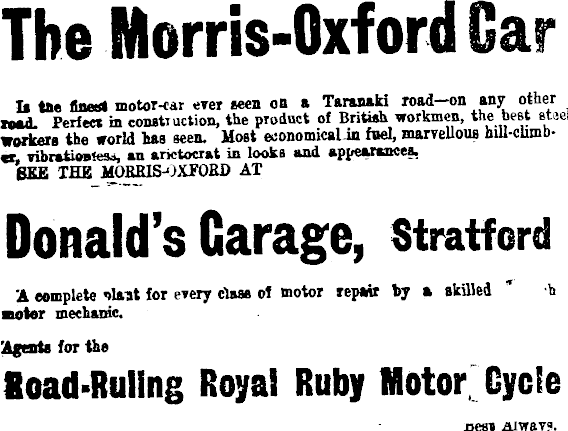 The Morris-Oxford Car
Is the finest motor-car ever seen on a Taranaki road—on any other
road. Perfect in construction, the product of British workmen, the best steel
workers the world has seen. Most economical in fuel, marvellous hill-climb-
er, vibrationless, an aristocrat in looks and appearances.
SEE THE MORRIS-OXFORD AT
Donald's Garage, Stratford
A complete plant for every class of motor repair by a skilled
motor mechanic.
Agents for the
Road-Ruling Royal Ruby Motor Cycle
Best Always.